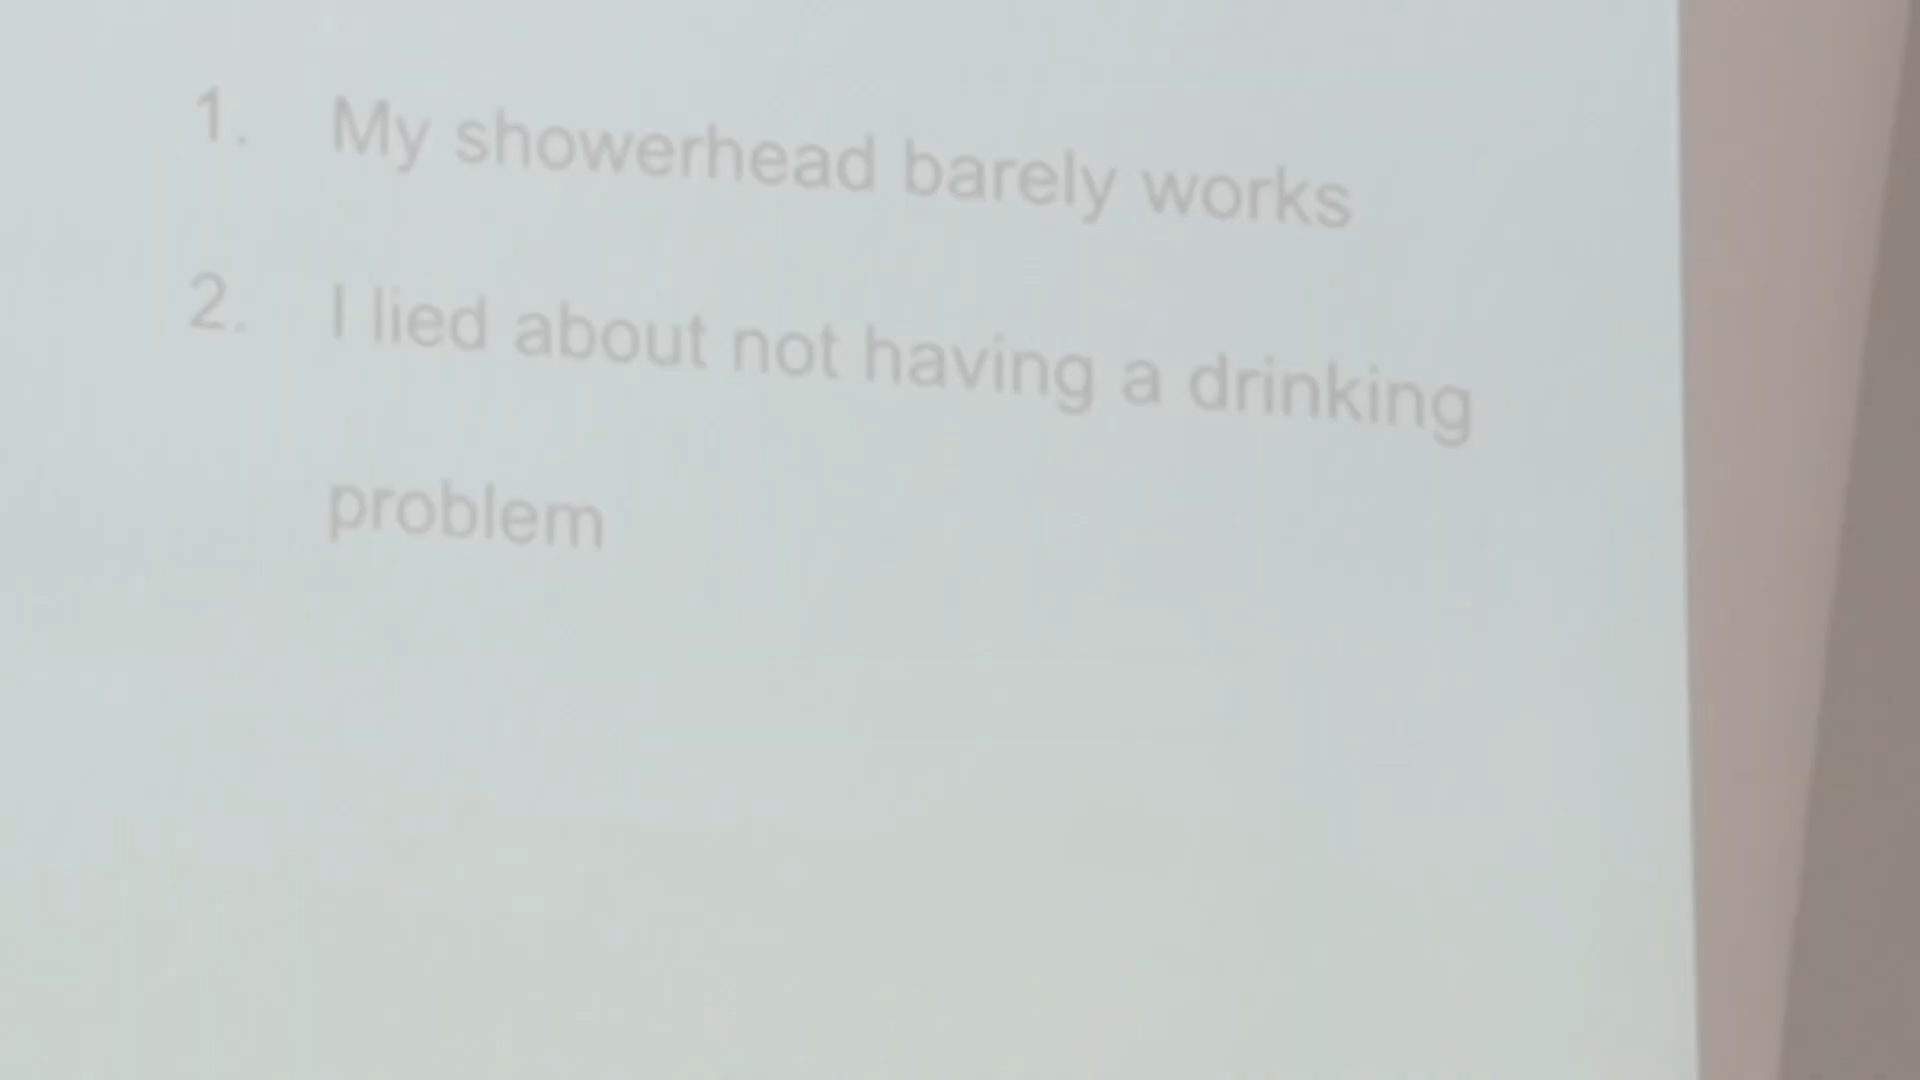 1. My showerhead barely works
2. I lied about not having a drinking
problem